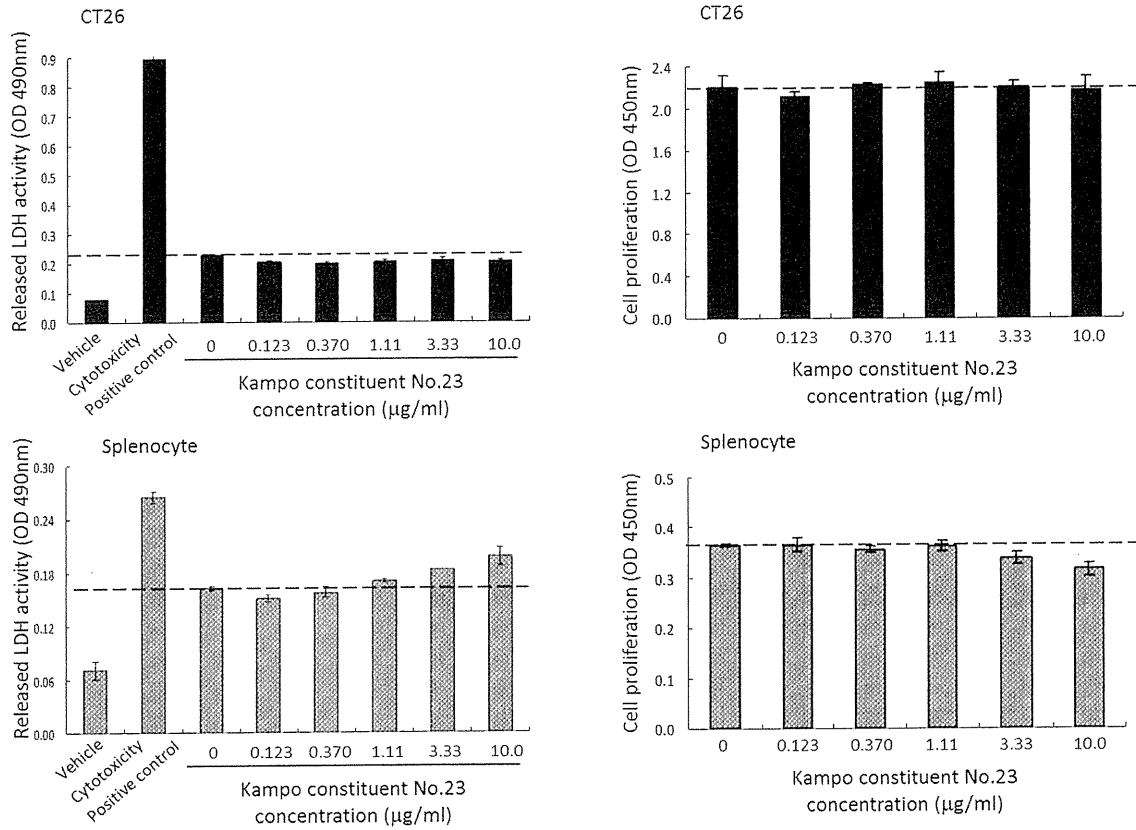 CT26
Released LDH activity (OD 490nm)
0.9
0.8
0.7
0.6
0.5
0.4
0.3
0.2
0.1
0.0
Vehicle
Cytotoxicity
Positive control
0 0.123 0.370 1.11 3.33 10.0
Kampo constituent No.23
concentration (μg/ml)
CT26
Cell proliferation (OD 450nm)
2.4
2.0
1.6
1.2
0.8
0.4
0.0
0 0.123 0.370 1.11 3.33 10.0
Kampo constituent No.23
concentration (μg/ml)
Splenocyte
Released LDH activity (OD 490nm)
0.30
0.24
0.18
0.12
0.06
0.00
Vehicle
Cytotoxicity
Positive control
0 0.123 0.370 1.11 3.33 10.0
Kampo constituent No.23
concentration (μg/ml)
Splenocyte
Cell proliferation (OD 450nm)
0.5
0.4
0.3
0.2
0.1
0.0
0 0.123 0.370 1.11 3.33 10.0
Kampo constituent No.23
concentration (μg/ml)